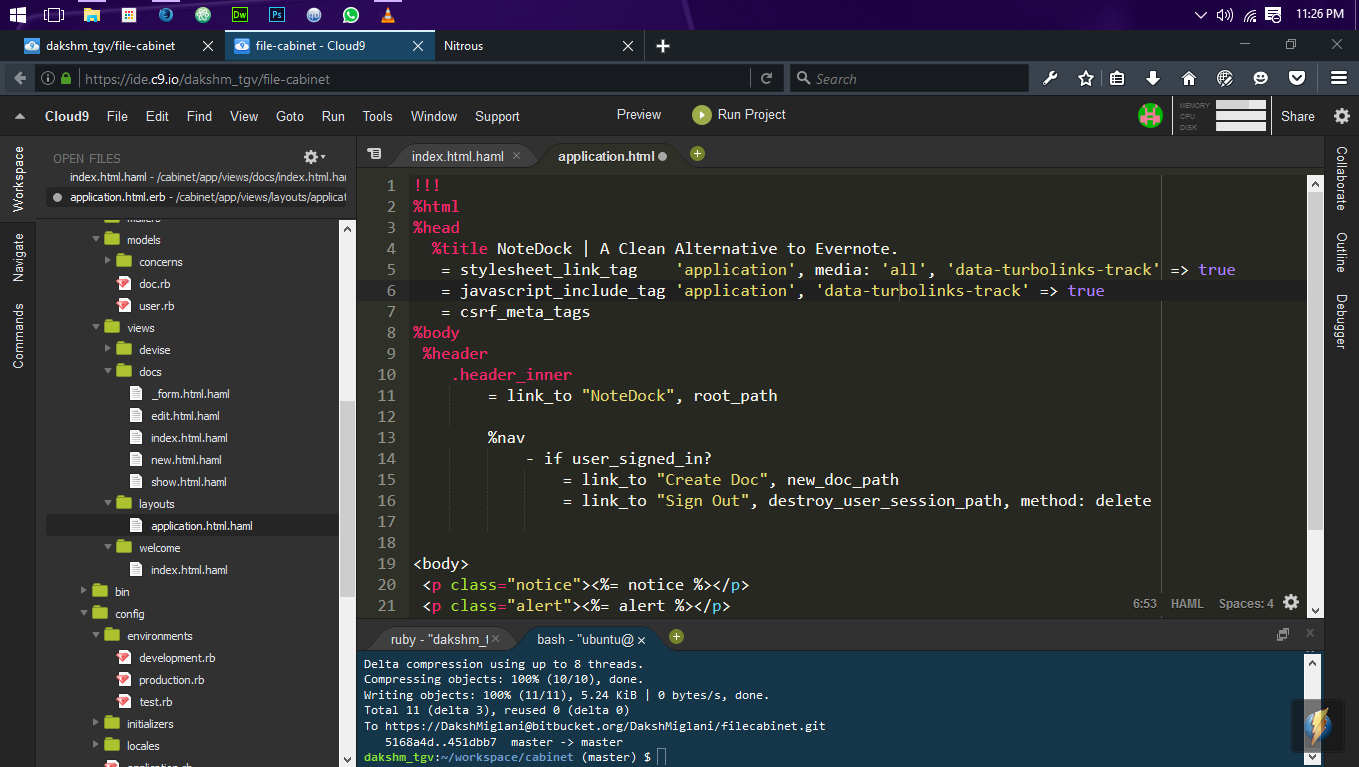 Dw
Ps
11:26 PM
dakshm_tgv/file-cabinet
file-cabinet - Cloud9
Nitrous
https://ide.c9.io/dakshm_tgv/file-cabinet
Search
Cloud9 File Edit Find View Goto Run Tools Window Support
Preview
Run Project
MEMORY
CPU
DISK
Share
Workspace
Navigate
Commands
OPEN FILES
index.html.haml - /cabinet/app/views/docs/index.html.ha
application.html.erb - /cabinet/app/views/layouts/applicat
models
concerns
doc.rb
user.rb
views
devise
docs
_form.html.haml
edit.html.haml
index.html.haml
new.html.haml
show.html.haml
layouts
application.html.haml
welcome
index.html.haml
bin
config
environments
development.rb
production.rb
test.rb
initializers
locales
application.rb
index.html.haml
application.html
1 !!!
2 %html
3 %head
4 %title NoteDock | A Clean Alternative to Evernote.
5 = stylesheet_link_tag    'application', media: 'all', 'data-turbolinks-track' => true
6 = javascript_include_tag 'application', 'data-turbolinks-track' => true
7 = csrf_meta_tags
8 %body
9 %header
10 .header_inner
11 = link_to "NoteDock", root_path
12
13 %nav
14 - if user_signed_in?
15 = link_to "Create Doc", new_doc_path
16 = link_to "Sign Out", destroy_user_session_path, method: delete
17
18
19 <body>
20 <p class="notice"><%= notice %></p>
21 <p class="alert"><%= alert %></p>
6:53 HAML Spaces: 4
Collaborate
Outline
Debugger
ruby - "dakshm_t
bash - "ubuntu@
Delta compression using up to 8 threads.
Compressing objects: 100% (10/10), done.
Writing objects: 100% (11/11), 5.24 KiB | 0 bytes/s, done.
Total 11 (delta 3), reused 0 (delta 0)
To https://DakshMiglani@bitbucket.org/DakshMiglani/filecabinet.git
5168a4d..451dbb7  master -> master
dakshm_tgv:~/workspace/cabinet (master) $